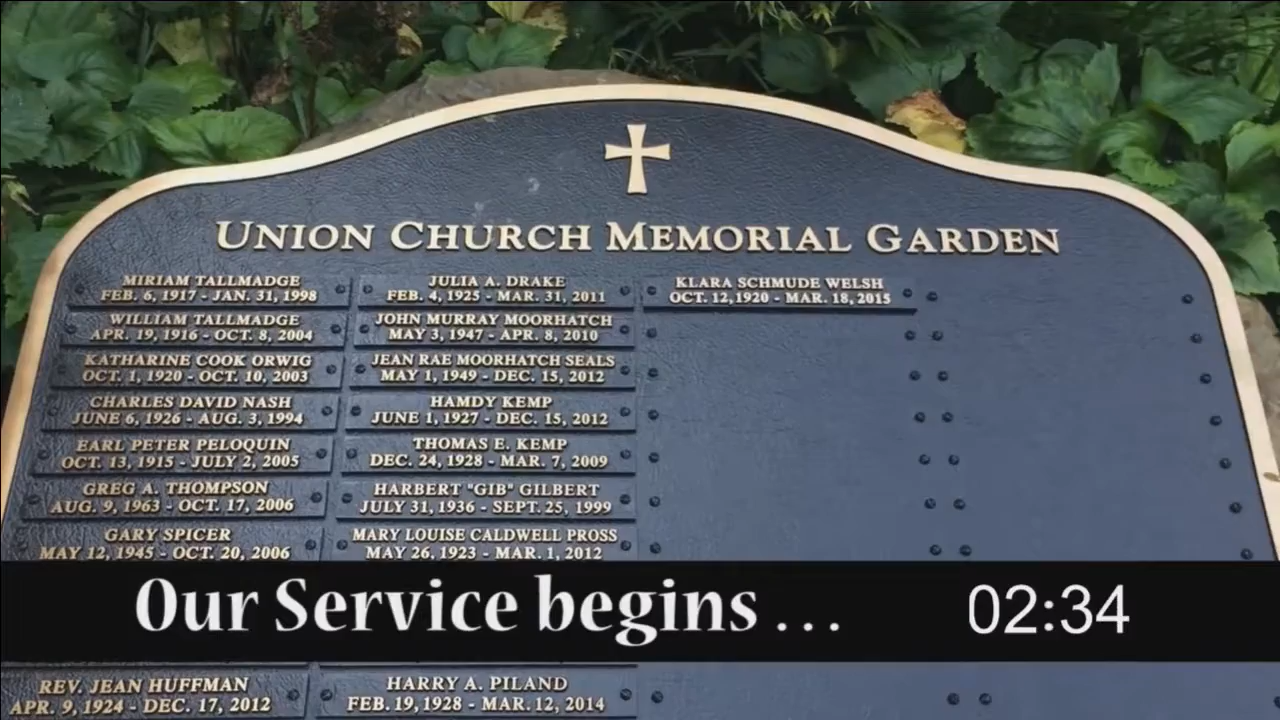 UNION CHURCH MEMORIAL GARDEN
MIRIAM TALLMADGE
FEB. 6, 1917 - JAN. 31, 1998
WILLIAM TALLMADGE
APR. 19, 1916 - OCT. 8, 2004
KATHARINE COOK ORWIG
OCT. 1, 1920 - OCT. 10, 2003
CHARLES DAVID NASH
JUNE 6, 1926 - AUG. 3, 1994
EARL PETER PELOQUIN
OCT. 13, 1915 - JULY 2, 2005
GREG A. THOMPSON
AUG. 9, 1963 - OCT. 17, 2006
GARY SPICER
MAY 12, 1945 - OCT. 20, 2006
JULIA A. DRAKE
FEB. 4, 1925 - MAR. 31, 2011
JOHN MURRAY MOORHATCH
MAY 3, 1947 - APR. 8, 2010
JEAN RAE MOORHATCH SEALS
MAY 1, 1949 - DEC. 15, 2012
HAMDY KEMP
JUNE 1, 1927 - DEC. 15, 2012
THOMAS E. KEMP
DEC. 24, 1928 - MAR. 7, 2009
HARBERT "GIB" GILBERT
JULY 31, 1936 - SEPT. 25, 1999
MARY LOUISE CALDWELL PROSS
MAY 26, 1923 - MAR. 1, 2012
KLARA SCHMUDE WELSH
OCT. 12, 1920 - MAR. 18, 2015
Our Service begins ... 02:34
REV. JEAN HUFFMAN
APR. 9, 1924 - DEC. 17, 2012
HARRY A. PILAND
FEB. 19, 1928 - MAR. 12, 2014